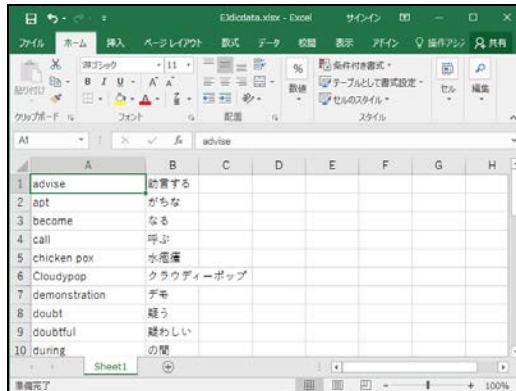 EJdicdata.xlsx - Excel サインイン
ファイル ホーム 挿入 ページレイアウト 数式 データ 校閲 表示 アドイン 操作アシ 共有
游ゴシック 11 % 条件付き書式
貼り付け B I U A A 数値 テーブルとして書式設定 セル 編集
セルのスタイル
クリップボード フォント 配置 スタイル
A1 fx advise
A B C D E F G H
1 advise 助言する
2 apt がちな
3 become なる
4 call 呼ぶ
5 chicken pox 水疱瘡
6 Cloudypop クラウディーポップ
7 demonstration デモ
8 doubt 疑う
9 doubtful 疑わしい
10 during の間
Sheet1
準備完了 100%